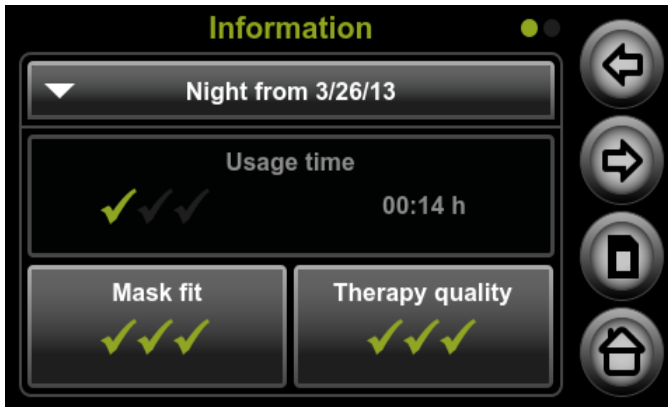 Information
Night from 3/26/13
Usage time
00:14 h
Mask fit
Therapy quality